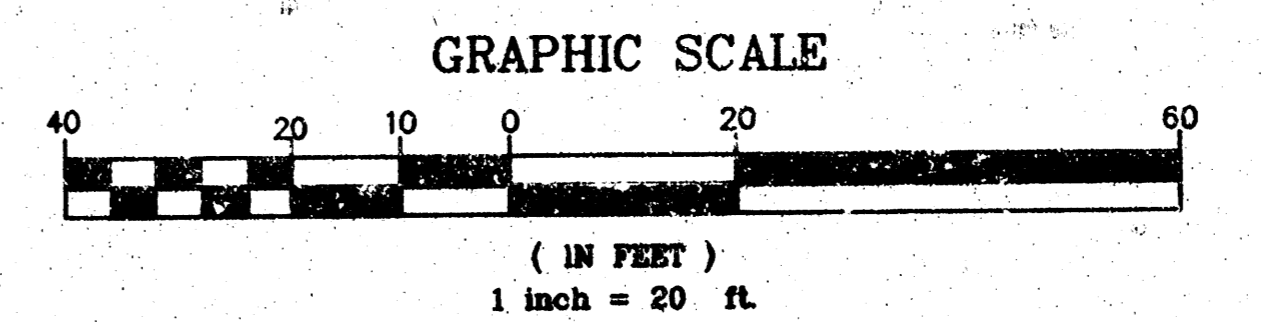 GRAPHIC SCALE
40 20 10 0 20 60
( IN FEET )
1 inch = 20 ft.